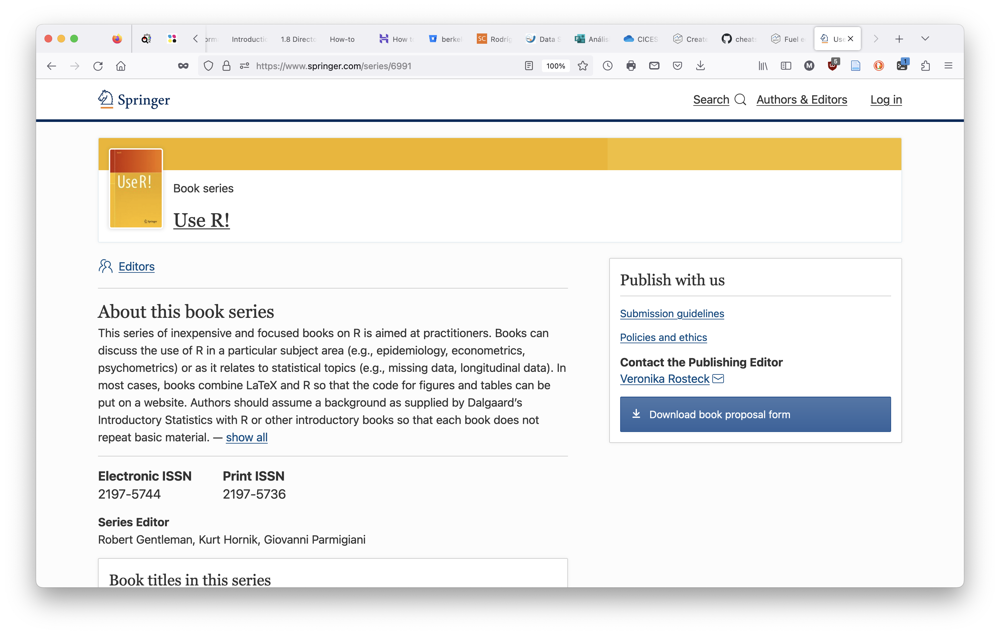 orm
Introductio
1.8 Directo
How-to
How to
berkel
SC
Rodríg
Data S
Anális
CICES
Create
cheats
Fuel e
Use
https://www.springer.com/series/6991
100%
M
5
1
Springer
Search
Authors & Editors
Log in
Use R!
Springer
Book series
Use R!
Editors
About this book series
This series of inexpensive and focused books on R is aimed at practitioners. Books can
discuss the use of R in a particular subject area (e.g., epidemiology, econometrics,
psychometrics) or as it relates to statistical topics (e.g., missing data, longitudinal data). In
most cases, books combine LaTeX and R so that the code for figures and tables can be
put on a website. Authors should assume a background as supplied by Dalgaard’s
Introductory Statistics with R or other introductory books so that each book does not
repeat basic material. — show all
Electronic ISSN
2197-5744
Print ISSN
2197-5736
Series Editor
Robert Gentleman, Kurt Hornik, Giovanni Parmigiani
Book titles in this series
Publish with us
Submission guidelines
Policies and ethics
Contact the Publishing Editor
Veronika Rosteck
Download book proposal form